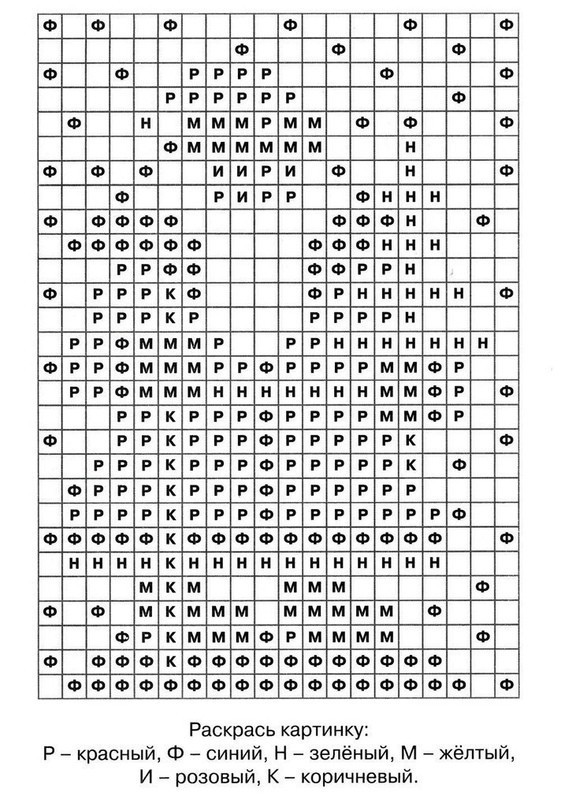 Ф Ф Ф Ф Ф Ф
Ф Ф Ф
Ф Ф Р Р Р Р Ф Ф
Р Р Р Р Р Р Ф
Ф Н М М М Р М М Ф Ф Ф
Ф М М М М М М Н
Ф Ф Ф И И Р И Ф Н Ф
Ф Р И Р Р Ф Н Н Н
Ф Ф Ф Ф Ф Ф Ф Ф Н Ф
Ф Ф Ф Ф Ф Ф Ф Ф Ф Н Н Н
Р Р Ф Ф Ф Ф Р Р Н
Ф Р Р Р К Ф Ф Р Н Н Н Н Н Ф
Р Р Р К Р Р Р Р Р Н
Р Р Ф М М М Р Р Р Н Н Н Н Н Н Н
Ф Р Р Ф М М М Р Р Ф Р Р Р Р М М Ф Р
Р Р Ф М М М Н Н Н Н Н Н Н М М Ф Р Ф
Р Р К Р Р Р Ф Р Р Р Р М М Ф Р
Ф Р Р К Р Р Р Ф Р Р Р Р Р К Ф
Р Р Р К Р Р Р Ф Р Р Р Р Р К Ф
Ф Р Р Р К Р Р Р Ф Р Р Р Р Р Р
Р Р Р Р К Р Р Р Ф Р Р Р Р Р Р Р Ф
Ф Ф Ф Ф Ф К Ф Ф Ф Ф Ф Ф Ф Ф Ф Ф Ф Ф
Н Н Н Н К Н Н Н Н Н Н Н Н Н Н Н
М К М М М М Ф
Ф Ф М К М М М М М М М М Ф
Ф Р К М М М Ф Р М М М М Ф
Ф Ф Ф Ф К Ф Ф Ф Ф Ф Ф Ф Ф Ф Ф Ф
Ф Ф Ф Ф Ф Ф Ф Ф Ф Ф Ф Ф Ф Ф Ф Ф Ф Ф
Раскрась картинку:
Р – красный, Ф – синий, Н – зелёный, М – жёлтый,
И – розовый, К – коричневый.